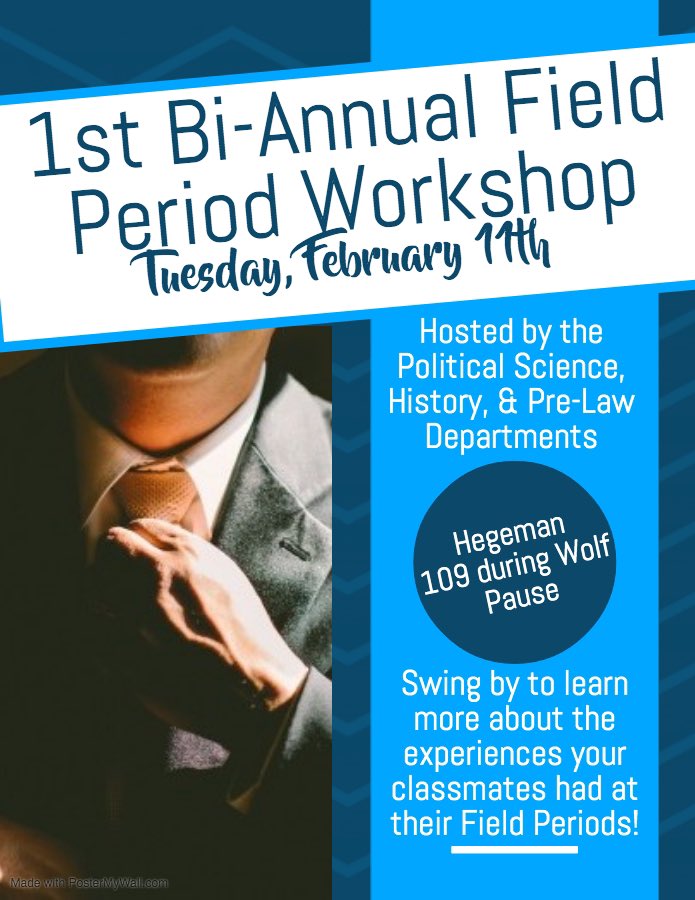 1st Bi-Annual Field
Period Workshop
Tuesday, February 11th
Hosted by the
Political Science,
History, & Pre-Law
Departments
Hegeman
109 during Wolf
Pause
Swing by to learn
more about the
experiences your
classmates had at
their Field Periods!
Made with PosterMyWall.com